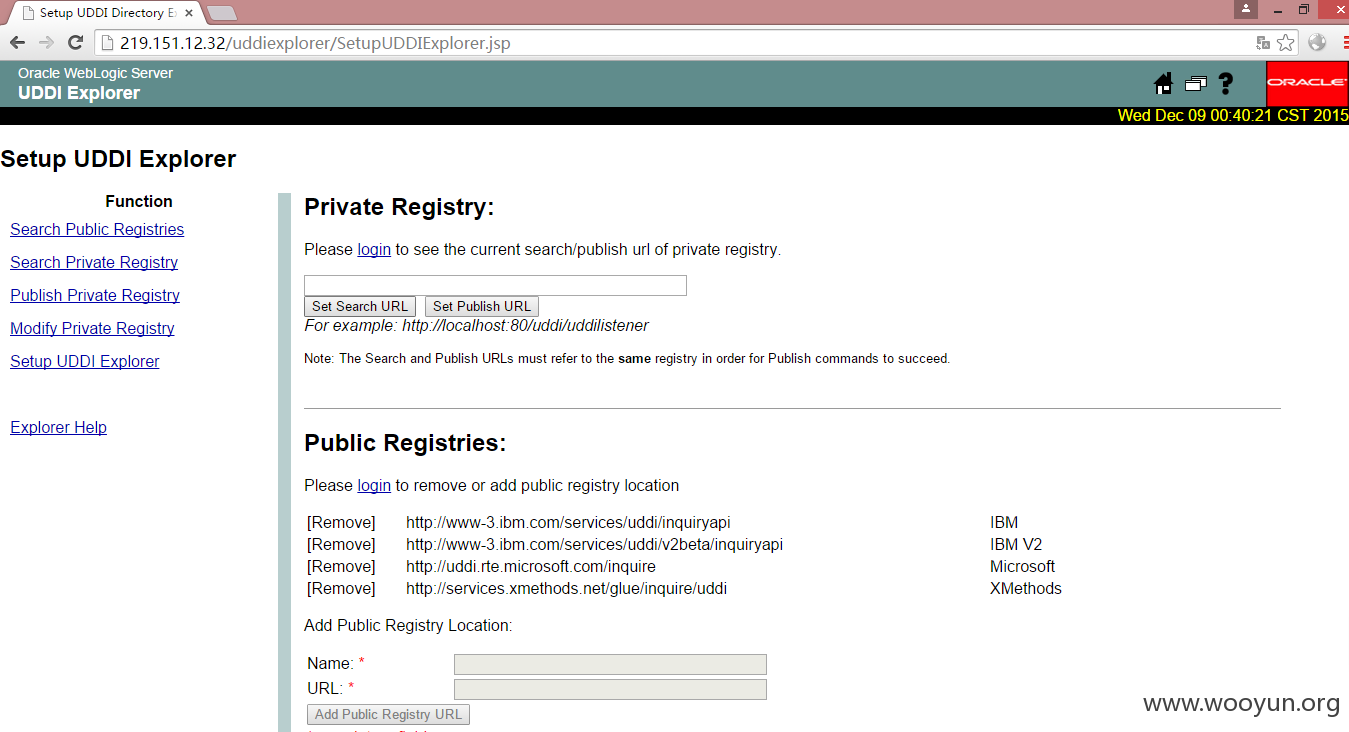 Setup UDDI Directory Ex
219.151.12.32/uddiexplorer/SetupUDDIExplorer.jsp
Oracle WebLogic Server
UDDI Explorer
ORACLE
Wed Dec 09 00:40:21 CST 2015
Setup UDDI Explorer
Function
Search Public Registries
Search Private Registry
Publish Private Registry
Modify Private Registry
Setup UDDI Explorer
Explorer Help
Private Registry:
Please login to see the current search/publish url of private registry.
Set Search URL Set Publish URL
For example: http://localhost:80/uddi/uddilistener
Note: The Search and Publish URLs must refer to the same registry in order for Publish commands to succeed.
Public Registries:
Please login to remove or add public registry location
[Remove] http://www-3.ibm.com/services/uddi/inquiryapi IBM
[Remove] http://www-3.ibm.com/services/uddi/v2beta/inquiryapi IBM V2
[Remove] http://uddi.rte.microsoft.com/inquire Microsoft
[Remove] http://services.xmethods.net/glue/inquire/uddi XMethods
Add Public Registry Location:
Name: *
URL: *
Add Public Registry URL
www.wooyun.org